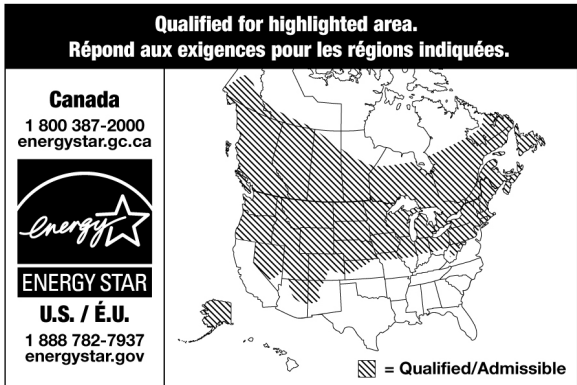 Qualified for highlighted area.
Répond aux exigences pour les régions indiquées.
Canada
1 800 387-2000
energystar.gc.ca
energy
ENERGY STAR
U.S. / É.U.
1 888 782-7937
energystar.gov
= Qualified/Admissible